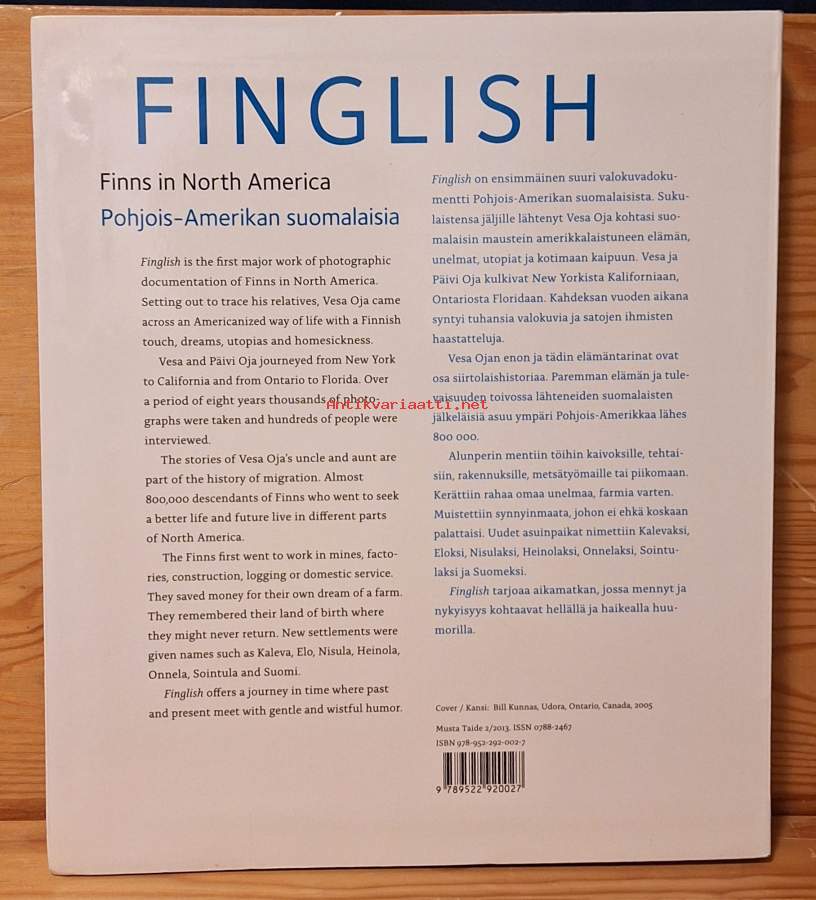 FINGLISH
Finns in North America
Pohjois-Amerikan suomalaisia
Finglish is the first major work of photographic
documentation of Finns in North America.
Setting out to trace his relatives, Vesa Oja came
across an Americanized way of life with a Finnish
touch, dreams, utopias and homesickness.
Vesa and Päivi Oja journeyed from New York
to California and from Ontario to Florida. Over
a period of eight years thousands of photo-
graphs were taken and hundreds of people were
interviewed.
The stories of Vesa Oja's uncle and aunt are
part of the history of migration. Almost
800,000 descendants of Finns who went to seek
a better life and future live in different parts
of North America.
The Finns first went to work in mines, facto-
ries, construction, logging or domestic service.
They saved money for their own dream of a farm.
They remembered their land of birth where
they might never return. New settlements were
given names such as Kaleva, Elo, Nisula, Heinola,
Onnela, Sointula and Suomi.
Finglish offers a journey in time where past
and present meet with gentle and wistful humor.
Finglish on ensimmäinen suuri valokuvadoku-
mentti Pohjois-Amerikan suomalaisista. Suku-
laistensa jäljille lähtenyt Vesa Oja kohtasi suo-
malaisin maustein amerikkalaistuneen elämän,
unelmat, utopiat ja kotimaan kaipuun. Vesa ja
Päivi Oja kulkivat New Yorkista Kaliforniaan,
Ontariosta Floridaan. Kahdeksan vuoden aikana
syntyi tuhansia valokuvia ja satojen ihmisten
haastatteluja.
Vesa Ojan enon ja tädin elämäntarinat ovat
osa siirtolaishistoriaa. Paremman elämän ja tule-
vaisuuden toivossa lähteneiden suomalaisten
jälkeläisiä asuu ympäri Pohjois-Amerikkaa lähes
800 000.
Alunperin mentiin töihin kaivoksille, tehtai-
siin, rakennuksille, metsätyömaille tai piikomaan.
Kerättiin rahaa omaa unelmaa, farmia varten.
Muistettiin synnyinmaata, johon ei ehkä koskaan
palattaisi. Uudet asuinpaikat nimettiin Kalevaksi,
Eloksi, Nisulaksi, Heinolaksi, Onnelaksi, Sointu-
laksi ja Suomeksi.
Finglish tarjoaa aikamatkan, jossa mennyt ja
nykyisyys kohtaavat hellällä ja haikealla huu-
morilla.
Antikvariaatti.net
Cover / Kansi: Bill Kunnas, Udora, Ontario, Canada, 2005
Musta Taide 2/2013. ISSN 0788-2467
ISBN 978-952-292-002-7
9 789522 920027